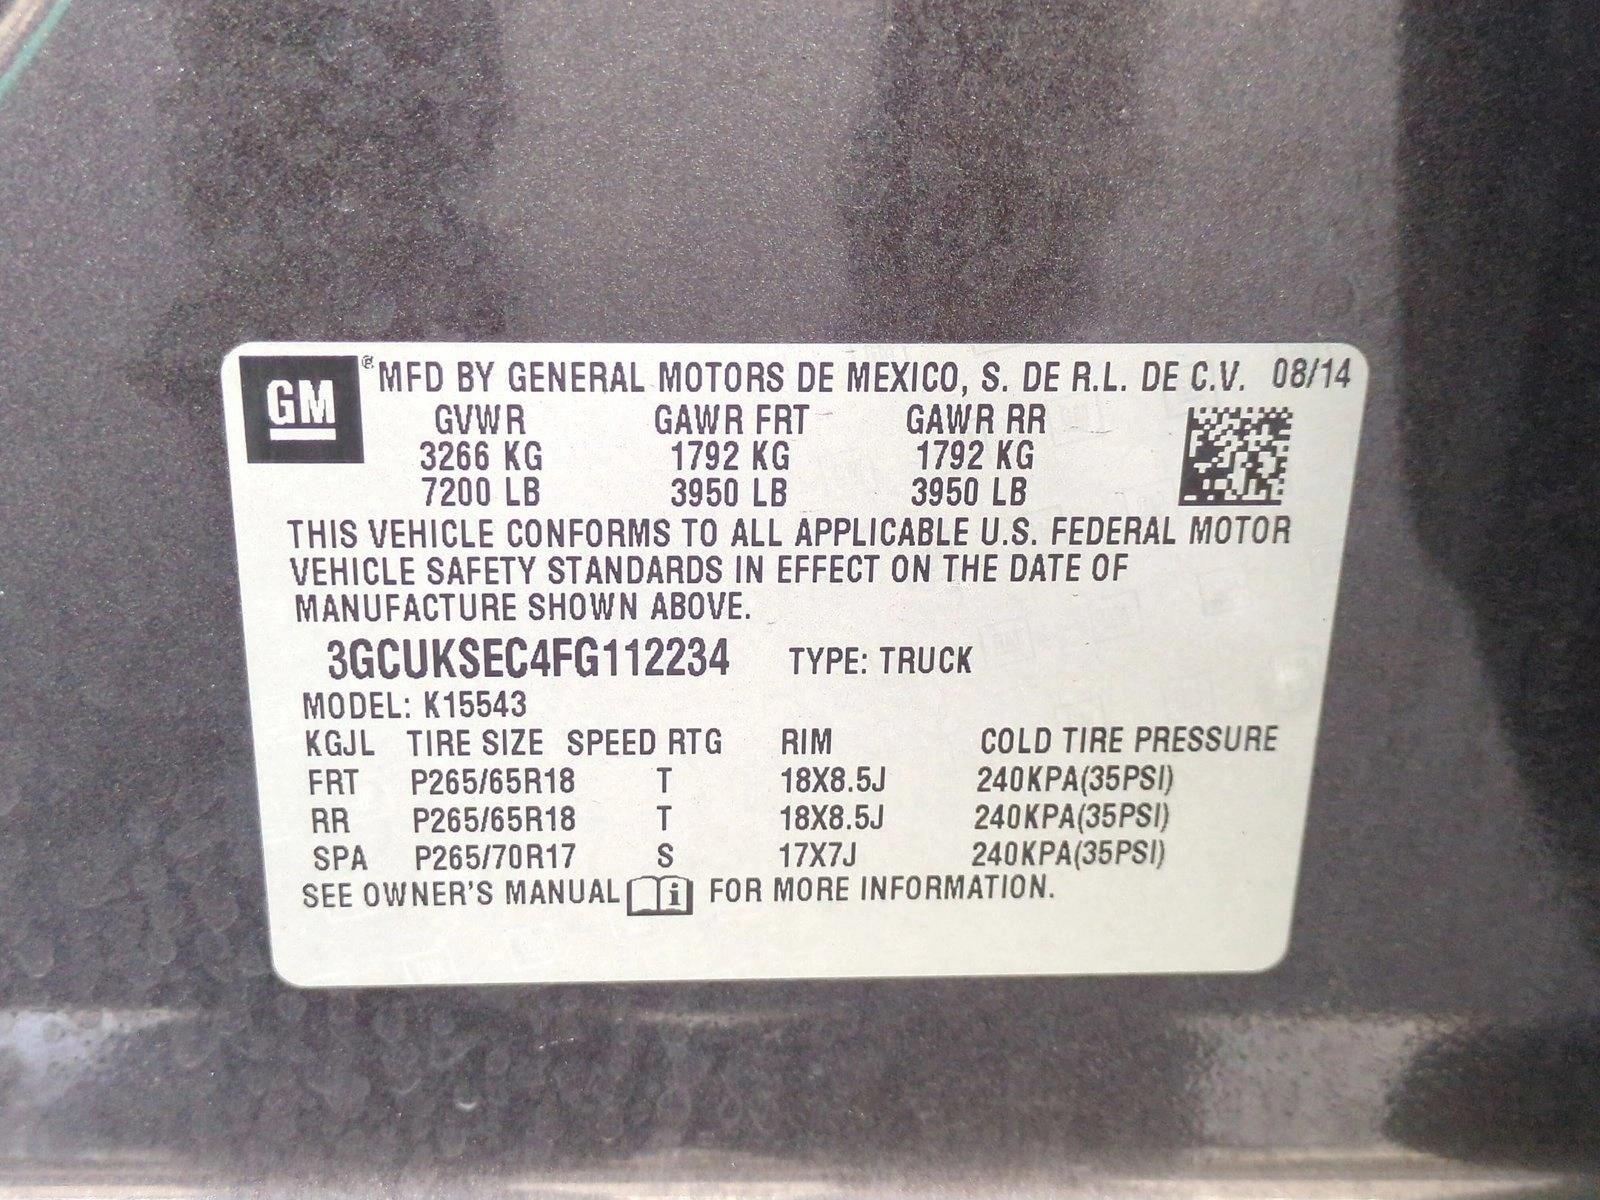 GM ® MFD BY GENERAL MOTORS DE MEXICO, S. DE R.L. DE C.V. 08/14
GVWR GAWR FRT GAWR RR
3266 KG 1792 KG 1792 KG
7200 LB 3950 LB 3950 LB
THIS VEHICLE CONFORMS TO ALL APPLICABLE U.S. FEDERAL MOTOR
VEHICLE SAFETY STANDARDS IN EFFECT ON THE DATE OF
MANUFACTURE SHOWN ABOVE.
3GCUKSEC4FG112234 TYPE: TRUCK
MODEL: K15543
KGJL TIRE SIZE SPEED RTG RIM COLD TIRE PRESSURE
FRT P265/65R18 T 18X8.5J 240KPA(35PSI)
RR P265/65R18 T 18X8.5J 240KPA(35PSI)
SPA P265/70R17 S 17X7J 240KPA(35PSI)
SEE OWNER'S MANUAL i FOR MORE INFORMATION.